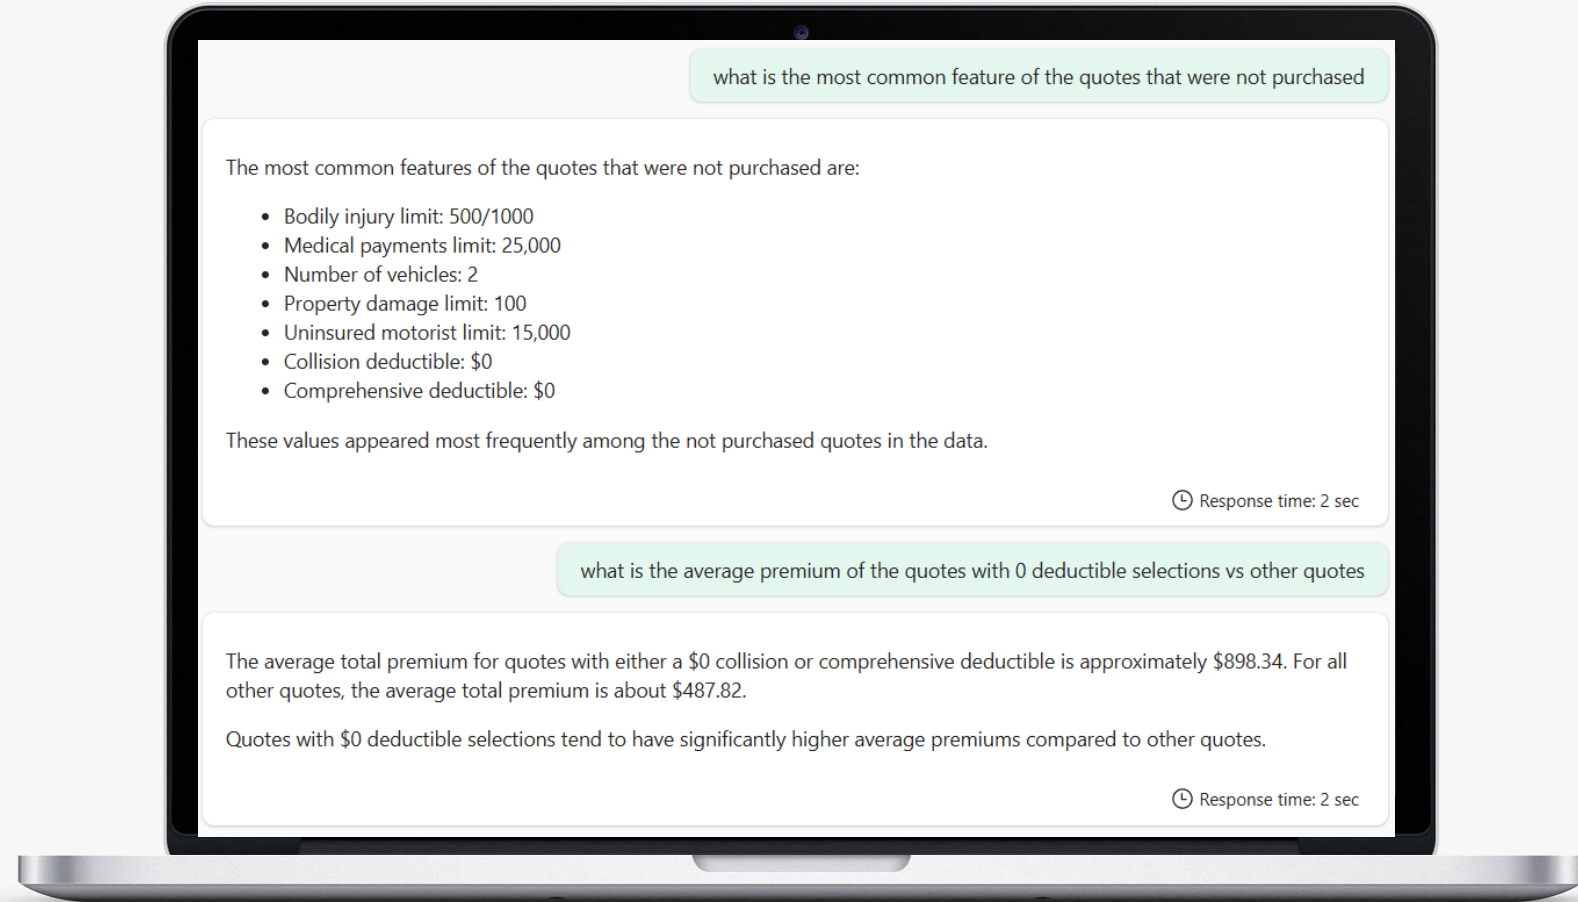 what is the most common feature of the quotes that were not purchased
The most common features of the quotes that were not purchased are:
• Bodily injury limit: 500/1000
• Medical payments limit: 25,000
• Number of vehicles: 2
• Property damage limit: 100
• Uninsured motorist limit: 15,000
• Collision deductible: $0
• Comprehensive deductible: $0
These values appeared most frequently among the not purchased quotes in the data.
Response time: 2 sec
what is the average premium of the quotes with 0 deductible selections vs other quotes
The average total premium for quotes with either a $0 collision or comprehensive deductible is approximately $898.34. For all
other quotes, the average total premium is about $487.82.
Quotes with $0 deductible selections tend to have significantly higher average premiums compared to other quotes.
Response time: 2 sec